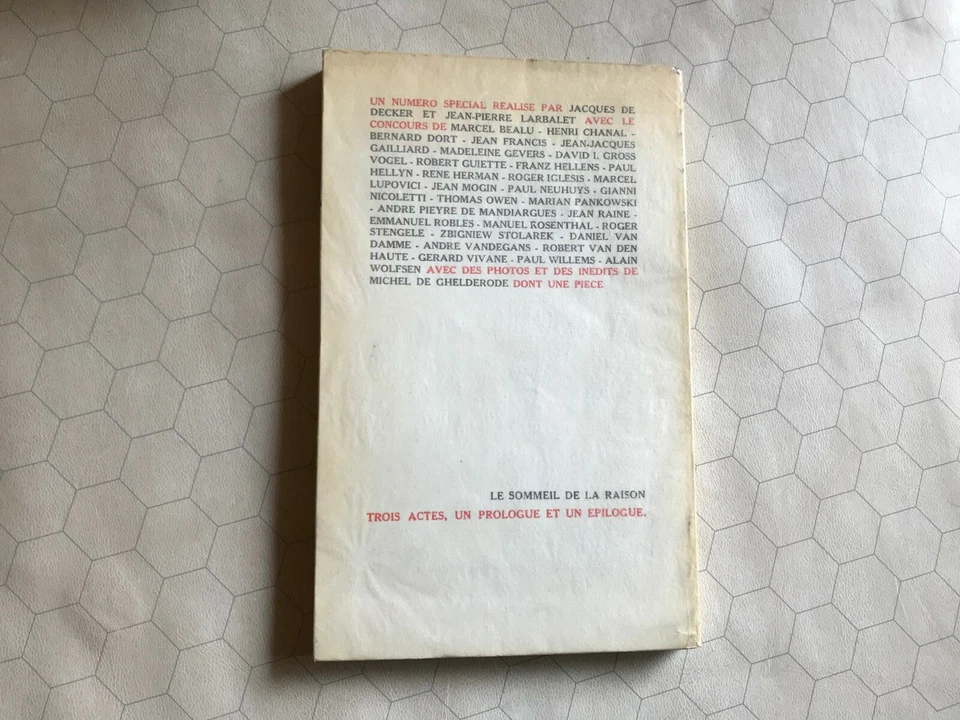 UN NUMERO SPECIAL REALISE PAR JACQUES DE
DECKER ET JEAN-PIERRE LARBALET AVEC LE
CONCOURS DE MARCEL BEALU - HENRI CHANAL -
BERNARD DORT - JEAN FRANCIS - JEAN-JACQUES
GAILLIARD - MADELEINE GEVERS - DAVID I. GROSS
VOGEL - ROBERT GUIETTE - FRANZ HELLENS - PAUL
HELLYN - RENE HERMAN - ROGER IGLESIS - MARCEL
LUPOVICI - JEAN MOGIN - PAUL NEUHUYS - GIANNI
NICOLETTI - THOMAS OWEN - MARIAN PANKOWSKI
- ANDRE PIEYRE DE MANDIARGUES - JEAN RAINE -
EMMANUEL ROBLES - MANUEL ROSENTHAL - ROGER
STENGELE - ZBIGNIEW STOLAREK - DANIEL VAN
DAMME - ANDRE VANDEGANS - ROBERT VAN DEN
HAUTE - GERARD VIVANE - PAUL WILLEMS - ALAIN
WOLFSEN AVEC DES PHOTOS ET DES INEDITS DE
MICHEL DE GHELDERODE DONT UNE PIECE
LE SOMMEIL DE LA RAISON
TROIS ACTES, UN PROLOGUE ET UN EPILOGUE.